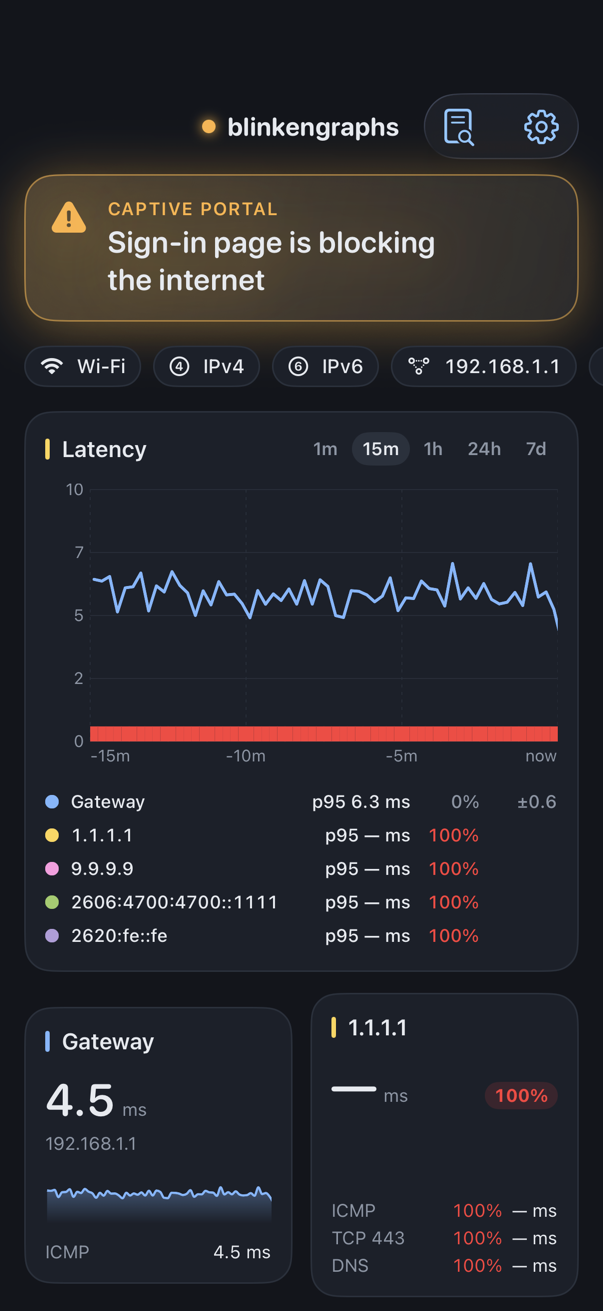 blinkengraphs
CAPTIVE PORTAL
Sign-in page is blocking
the internet
Wi-Fi 4 IPv4 6 IPv6 192.168.1.1
Latency 1m 15m 1h 24h 7d
10
7
5
2
0
-15m -10m -5m now
Gateway p95 6.3 ms 0% ±0.6
1.1.1.1 p95 — ms 100%
9.9.9.9 p95 — ms 100%
2606:4700:4700::1111 p95 — ms 100%
2620:fe::fe p95 — ms 100%
Gateway
4.5 ms
192.168.1.1
ICMP 4.5 ms
1.1.1.1
— ms 100%
ICMP 100% — ms
TCP 443 100% — ms
DNS 100% — ms